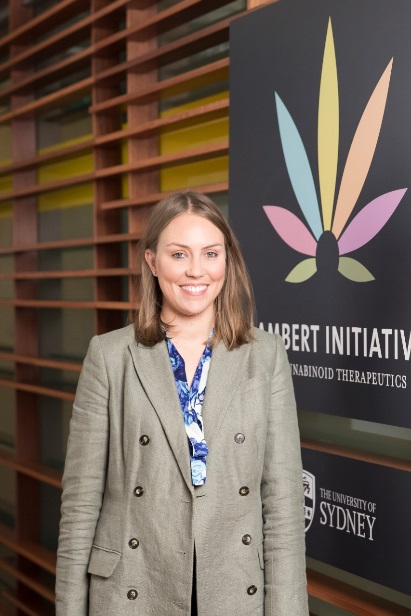 AMBERT INITIATIV
NNABINOID THERAPEUTICS
THE UNIVERSITY OF
SYDNEY